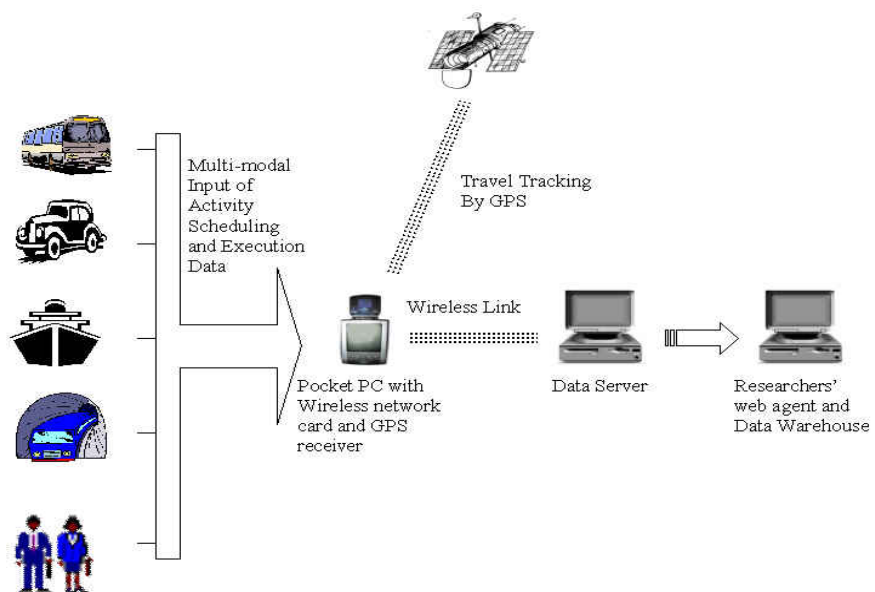 Multi-modal
Input of
Activity
Scheduling
and Execution
Data
Travel Tracking
By GPS
Wireless Link
Pocket PC with
Wireless network
card and GPS
receiver
Data Server
Researchers'
web agent and
Data Warehouse